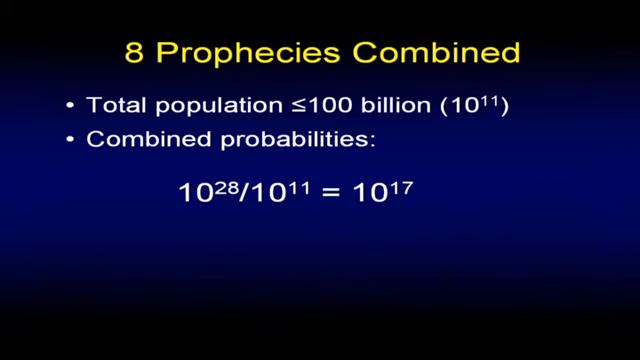 8 Prophecies Combined
• Total population ≤100 billion (10¹¹)
• Combined probabilities:
10²⁸/10¹¹ = 10¹⁷